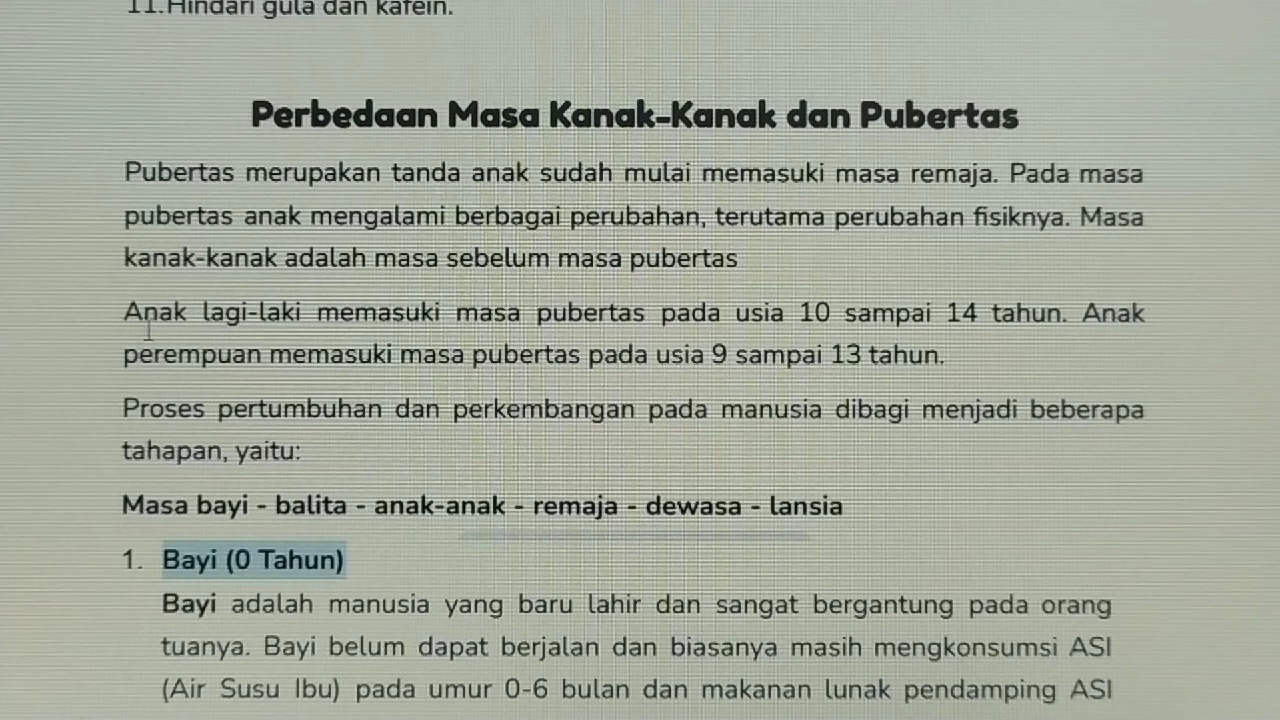 11.Hindari gula dan kafein.
Perbedaan Masa Kanak-Kanak dan Pubertas
Pubertas merupakan tanda anak sudah mulai memasuki masa remaja. Pada masa
pubertas anak mengalami berbagai perubahan, terutama perubahan fisiknya. Masa
kanak-kanak adalah masa sebelum masa pubertas
Anak lagi-laki memasuki masa pubertas pada usia 10 sampai 14 tahun. Anak
perempuan memasuki masa pubertas pada usia 9 sampai 13 tahun.
Proses pertumbuhan dan perkembangan pada manusia dibagi menjadi beberapa
tahapan, yaitu:
Masa bayi - balita - anak-anak - remaja - dewasa - lansia
1. Bayi (0 Tahun)
Bayi adalah manusia yang baru lahir dan sangat bergantung pada orang
tuanya. Bayi belum dapat berjalan dan biasanya masih mengkonsumsi ASI
(Air Susu Ibu) pada umur 0-6 bulan dan makanan lunak pendamping ASI